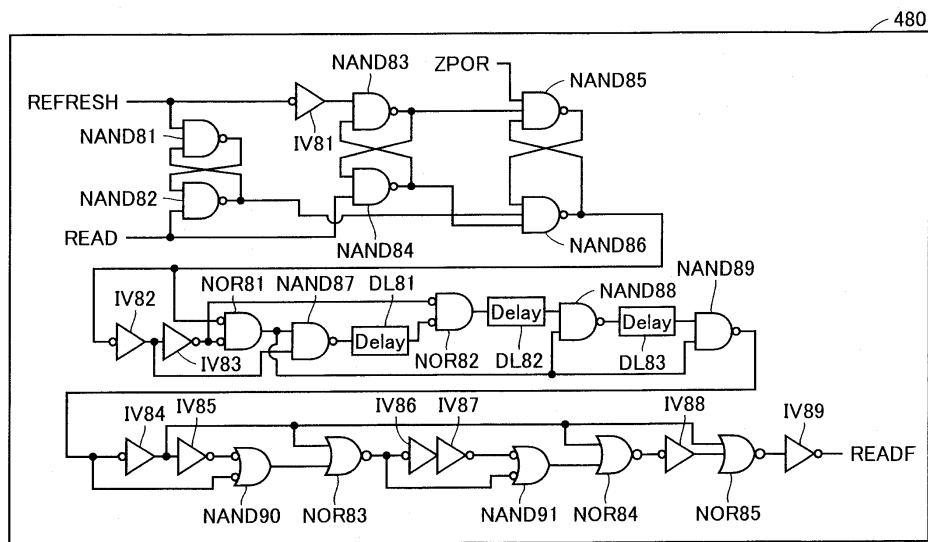 480
NAND83
ZPOR
NAND85
REFRESH
NAND81
IV81
NAND82
READ
NAND84
NAND86
NAND89
NOR81
NAND87
DL81
NAND88
IV82
Delay
Delay
Delay
IV83
NOR82
DL82
DL83
IV84
IV85
IV86
IV87
IV88
IV89
READF
NAND90
NOR83
NAND91
NOR84
NOR85